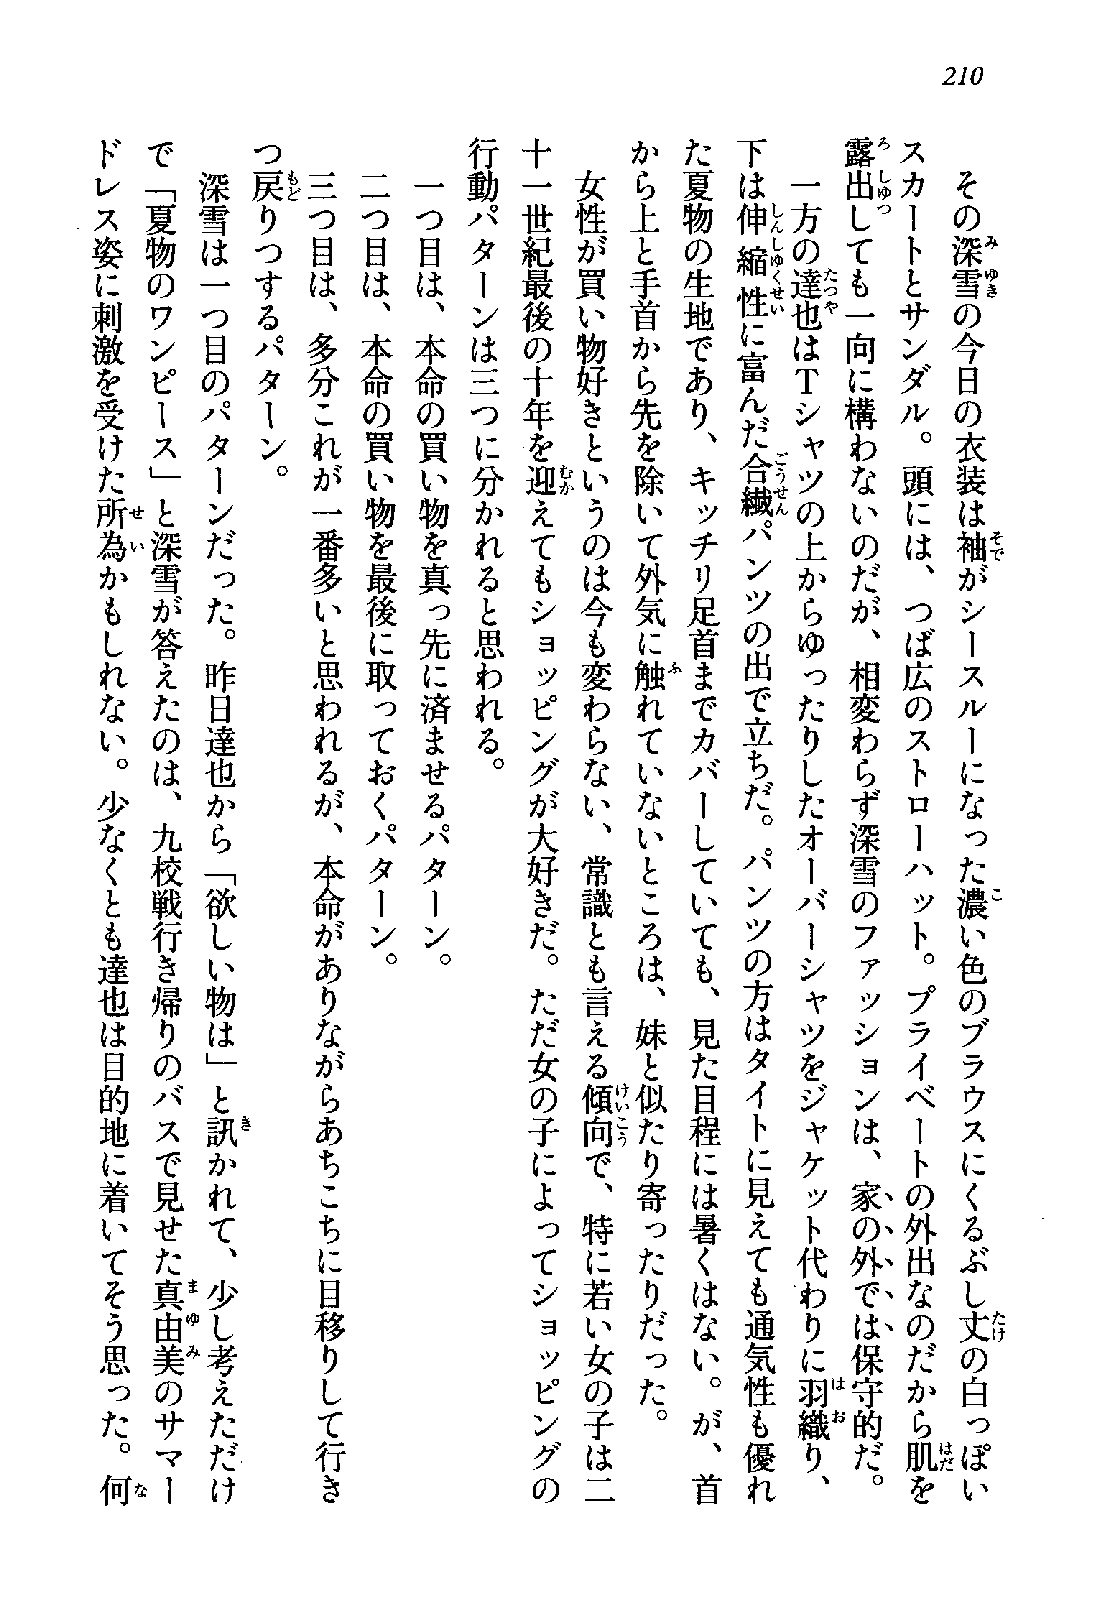 210
その深雪の今日の衣装は袖がシースルーになった濃い色のブラウスにくるぶし丈の白っぽい
スカートとサンダル。頭には、つば広のストローハット。プライベートの外出なのだから肌を
露出しても一向に構わないのだが、相変わらず深雪のファッションは、家の外では保守的だ。
一方の達也はTシャツの上からゆったりしたオーバーシャツをジャケット代わりに羽織り、
下は伸縮性に富んだ合繊パンツの出で立ちだ。パンツの方はタイトに見えても通気性も優れ
た夏物の生地であり、キッチリ足首までカバーしていても、見た目程には暑くはない。が、首
から上と手首から先を除いて外気に触れていないところは、妹と似たり寄ったりだった。
女性が買い物好きというのは今も変わらない、常識とも言える傾向で、特に若い女の子は二
十一世紀最後の十年を迎えてもショッピングが大好きだ。ただ女の子によってショッピングの
行動パターンは三つに分かれると思われる。
一つ目は、本命の買い物を真っ先に済ませるパターン。
二つ目は、本命の買い物を最後に取っておくパターン。
三つ目は、多分これが一番多いと思われるが、本命がありながらあちこちに目移りして行き
つ戻りつするパターン。
深雪は一つ目のパターンだった。昨日達也から「欲しい物は」と訊かれて、少し考えただけ
で「夏物のワンピース」と深雪が答えたのは、九校戦行き帰りのバスで見せた真由美のサマー
ドレス姿に刺激を受けた所為かもしれない。少なくとも達也は目的地に着いてそう思った。何